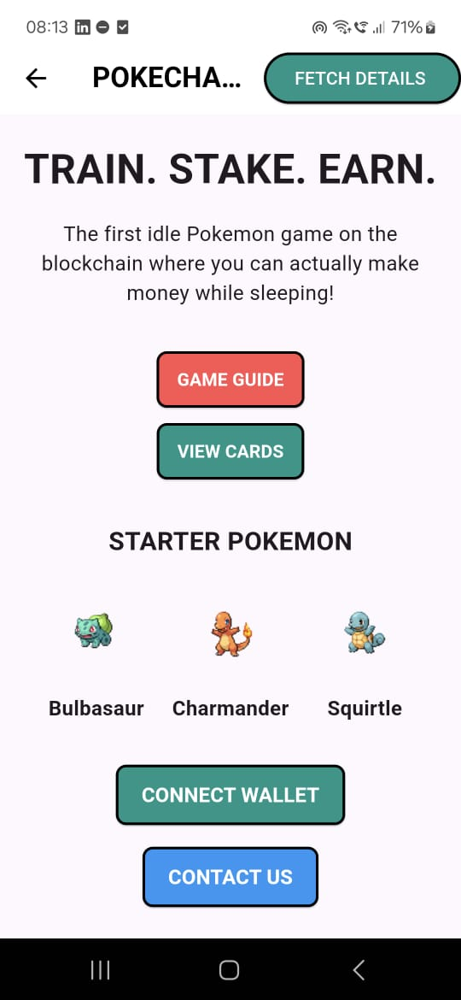 08:13
71%
POKECHA...
FETCH DETAILS
TRAIN. STAKE. EARN.
The first idle Pokemon game on the
blockchain where you can actually make
money while sleeping!
GAME GUIDE
VIEW CARDS
STARTER POKEMON
Bulbasaur
Charmander
Squirtle
CONNECT WALLET
CONTACT US